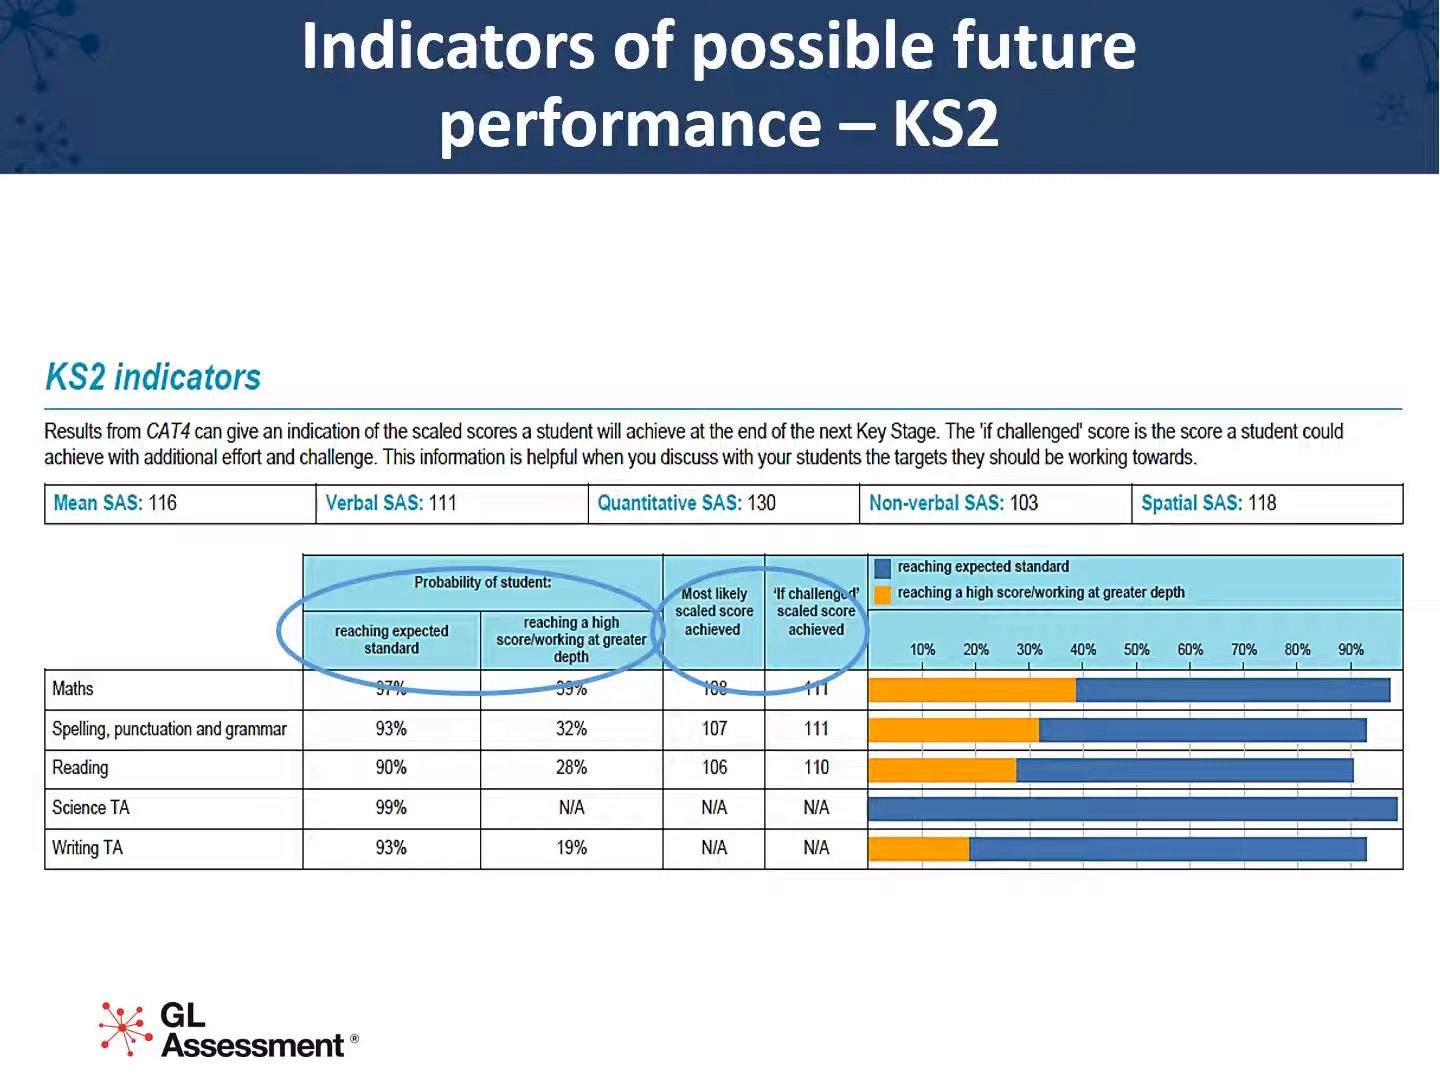 Indicators of possible future
performance – KS2
KS2 indicators
Results from CAT4 can give an indication of the scaled scores a student will achieve at the end of the next Key Stage. The 'if challenged' score is the score a student could
achieve with additional effort and challenge. This information is helpful when you discuss with your students the targets they should be working towards.
Mean SAS: 116 Verbal SAS: 111 Quantitative SAS: 130 Non-verbal SAS: 103 Spatial SAS: 118
Probability of student:
reaching expected
standard
reaching a high
score/working at greater
depth
Most likely
scaled score
achieved
'If challenged'
scaled score
achieved
reaching expected standard
reaching a high score/working at greater depth
10% 20% 30% 40% 50% 60% 70% 80% 90%
Maths 97% 39% 108 111
Spelling, punctuation and grammar 93% 32% 107 111
Reading 90% 28% 106 110
Science TA 99% N/A N/A N/A
Writing TA 93% 19% N/A N/A
GL
Assessment ®